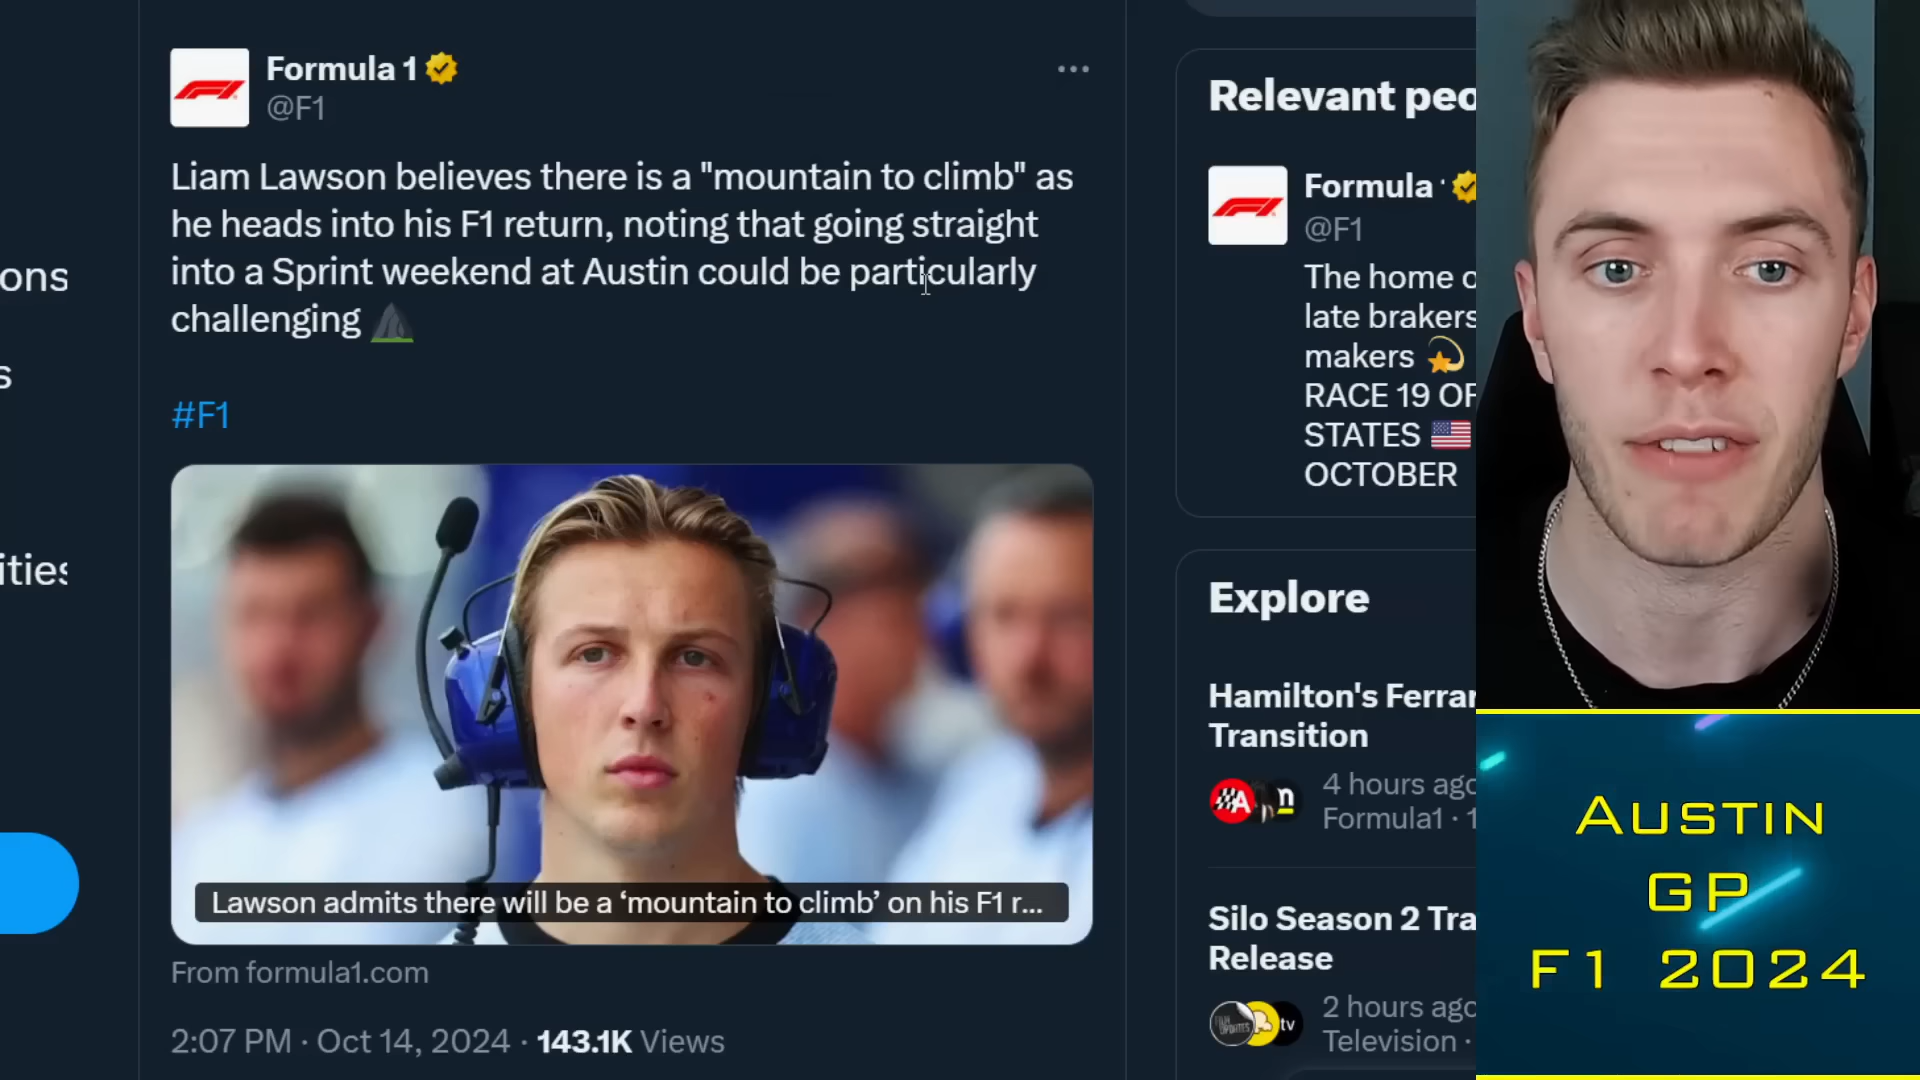 Formula 1
@F1
Liam Lawson believes there is a "mountain to climb" as
he heads into his F1 return, noting that going straight
into a Sprint weekend at Austin could be particularly
challenging
#F1
Lawson admits there will be a ‘mountain to climb’ on his F1 r...
From formula1.com
2:07 PM · Oct 14, 2024 · 143.1K Views
ons
s
ities
Relevant peo
Formula
@F1
The home o
late brakers
makers
RACE 19 OF
STATES
OCTOBER
Explore
Hamilton's Ferrar
Transition
4 hours ago
Formula1 · 1
Silo Season 2 Tra
Release
2 hours ago
Television ·
AUSTIN
GP
F1 2024